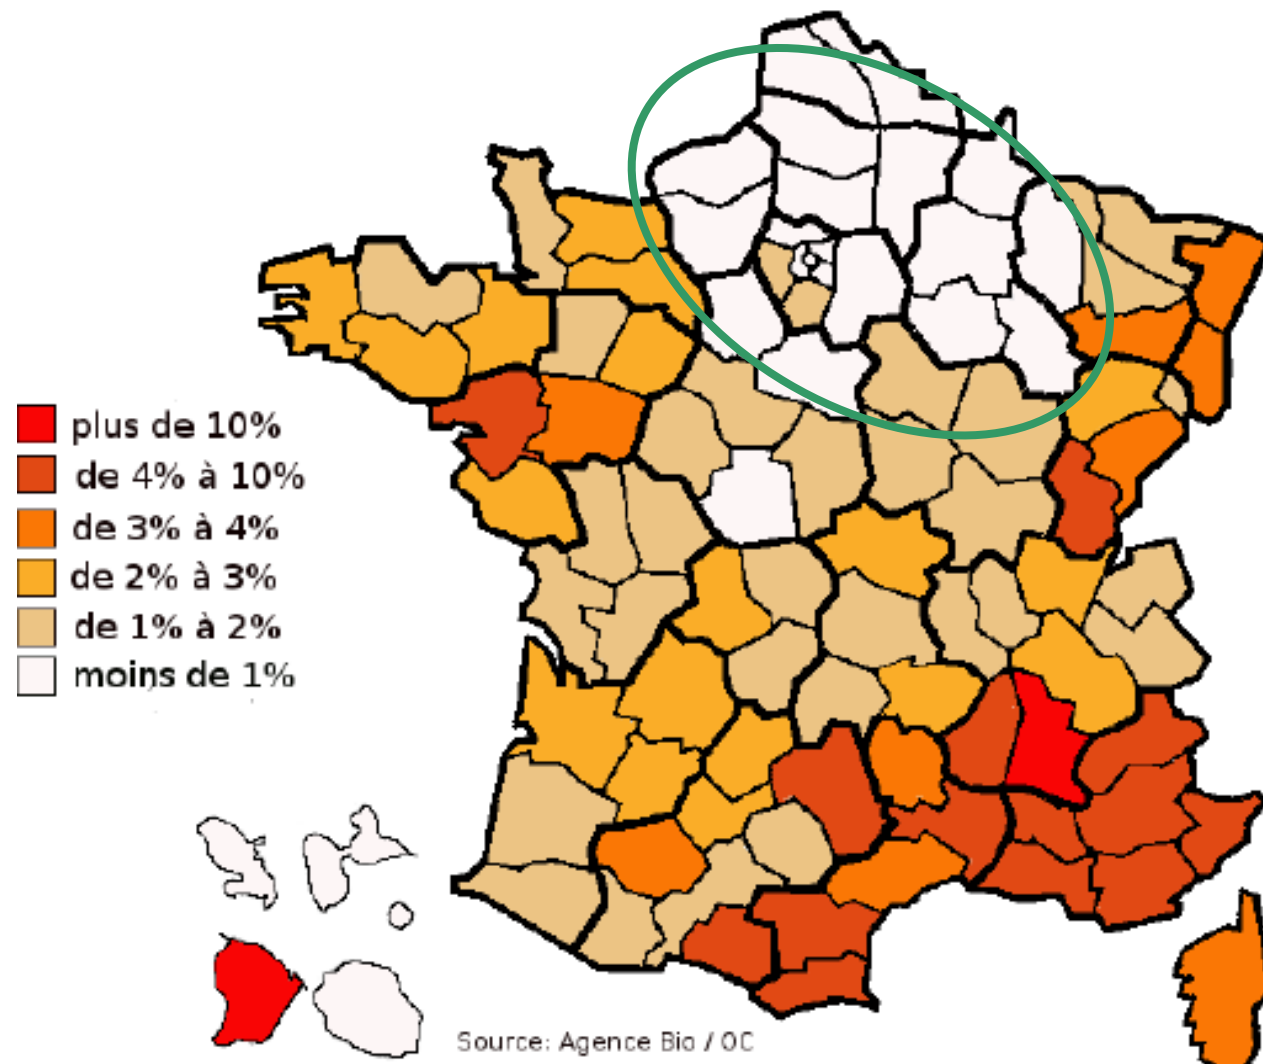 plus de 10%
de 4% à 10%
de 3% à 4%
de 2% à 3%
de 1% à 2%
moins de 1%
Source: Agence Bio / OC